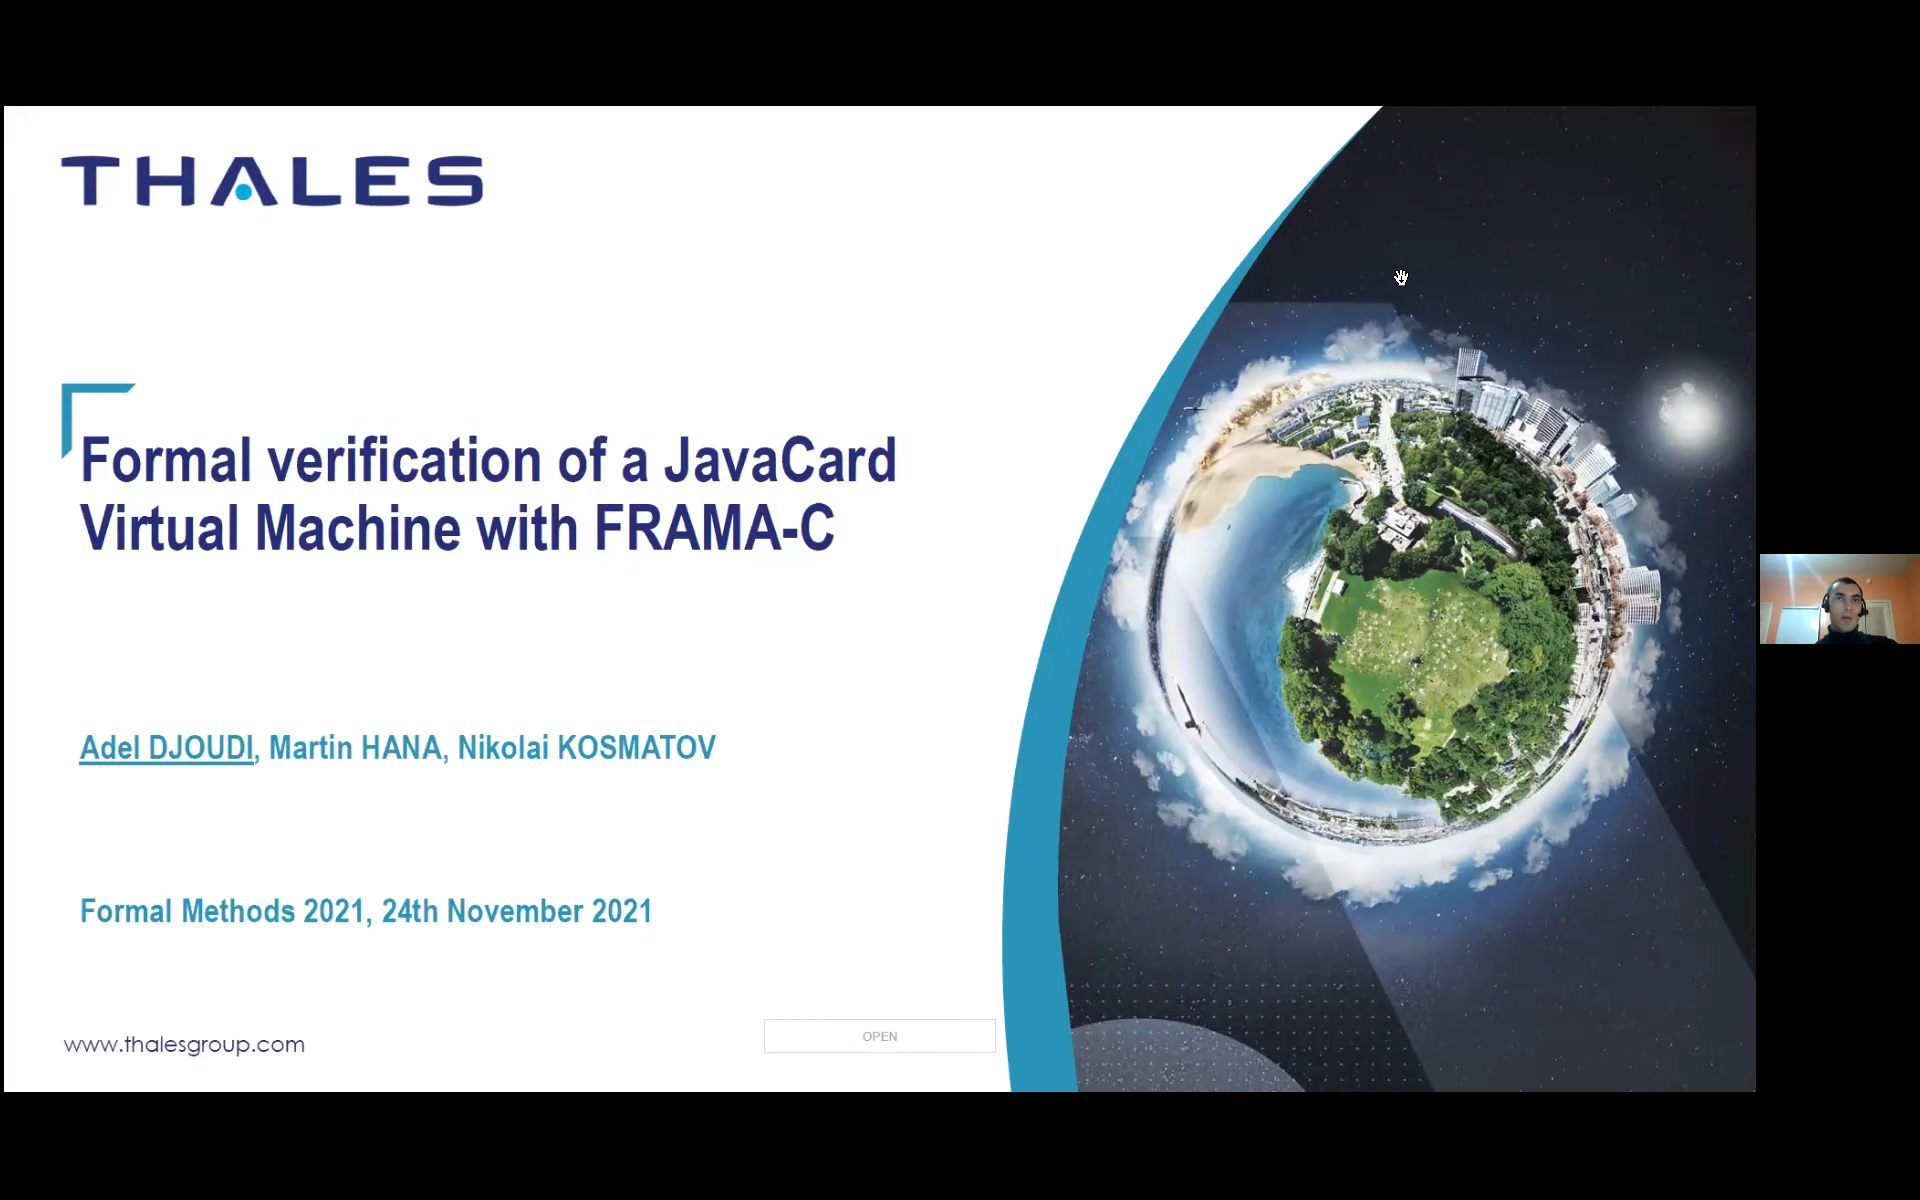 THALES
Formal verification of a JavaCard
Virtual Machine with FRAMA-C
Adel DJOUDI, Martin HANA, Nikolai KOSMATOV
Formal Methods 2021, 24th November 2021
www.thalesgroup.com
OPEN